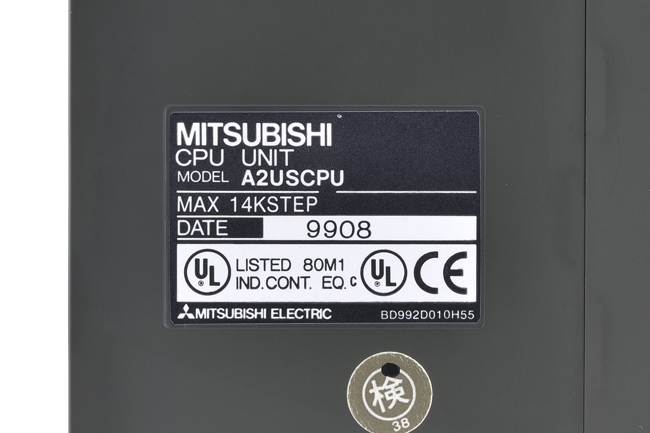 MITSUBISHI
CPU UNIT
MODEL A2USCPU
MAX 14KSTEP
DATE 9908
UL LISTED 80M1 c UL CE
IND.CONT. EQ.
MITSUBISHI ELECTRIC BD992D010H55
検
38